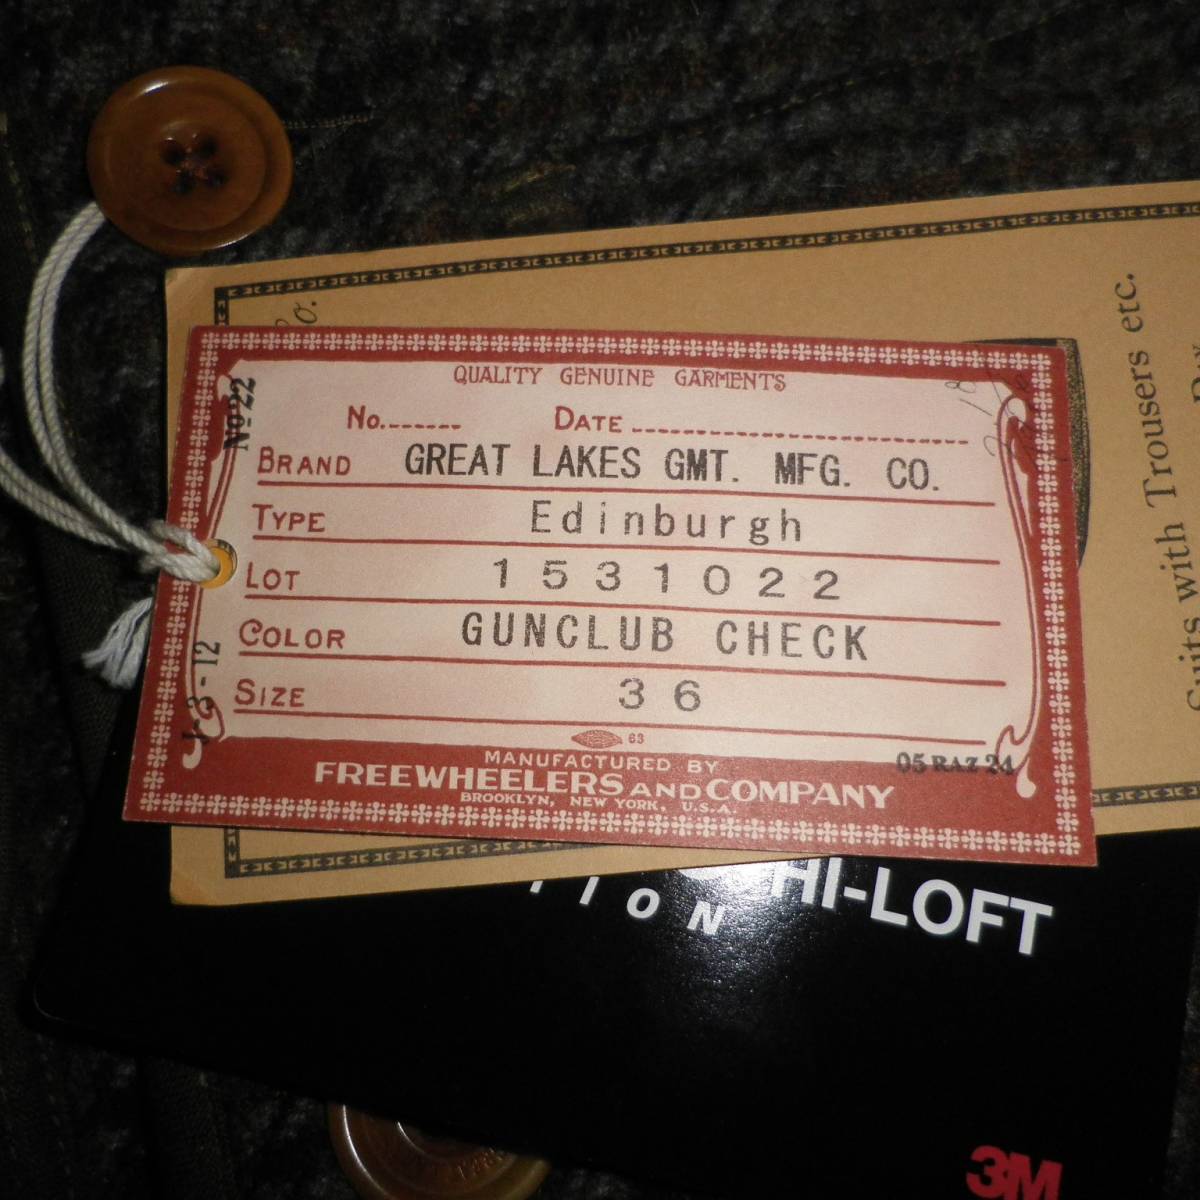 QUALITY GENUINE GARMENTS
No.
DATE
No 22
BRAND GREAT LAKES GMT. MFG. CO.
TYPE Edinburgh
LOT 1531022
COLOR GUNCLUB CHECK
SIZE 36
63
MANUFACTURED BY
FREEWHEELERS AND COMPANY
BROOKLYN, NEW YORK, U.S.A.
05 RAZ 24
Suits with Trousers etc.
HI-LOFT
3M